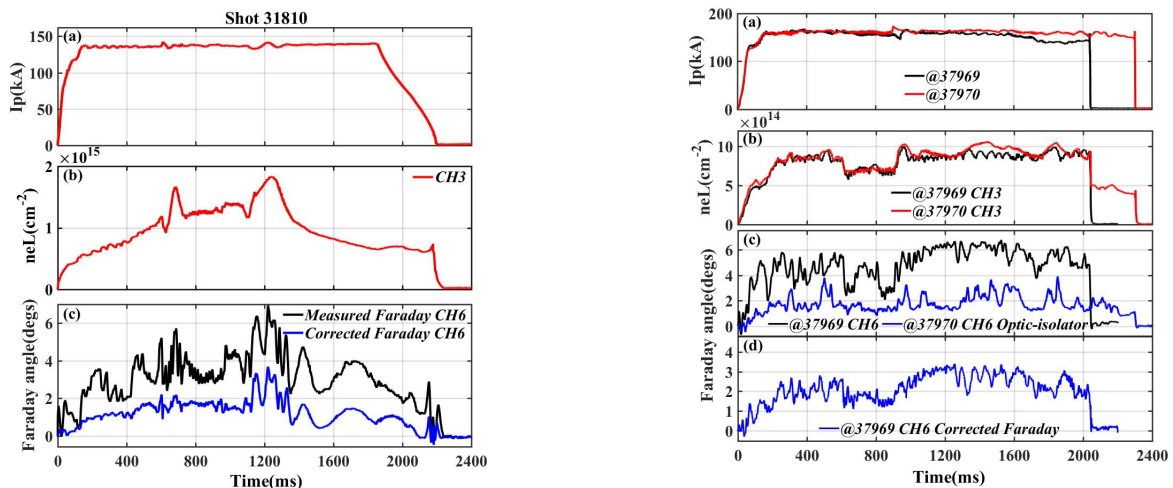 Shot 31810
(a)
Ip(kA)
150
100
50
0
×10^15
(b)
CH3
neL(cm^-2)
2
1
0
(c)
Measured Faraday CH6
Corrected Faraday CH6
Faraday angle(degs)
6
4
2
0
0 400 800 1200 1600 2000 2400
Time(ms)
(a)
Ip(kA)
200
100
0
@37969
@37970
×10^14
(b)
neL(cm^-2)
10
5
0
@37969 CH3
@37970 CH3
(c)
6
4
2
0
@37969 CH6 @37970 CH6 Optic-isolator
Faraday angle(degs)
(d)
4
3
2
1
0
@37969 CH6 Corrected Faraday
0 400 800 1200 1600 2000 2400
Time(ms)